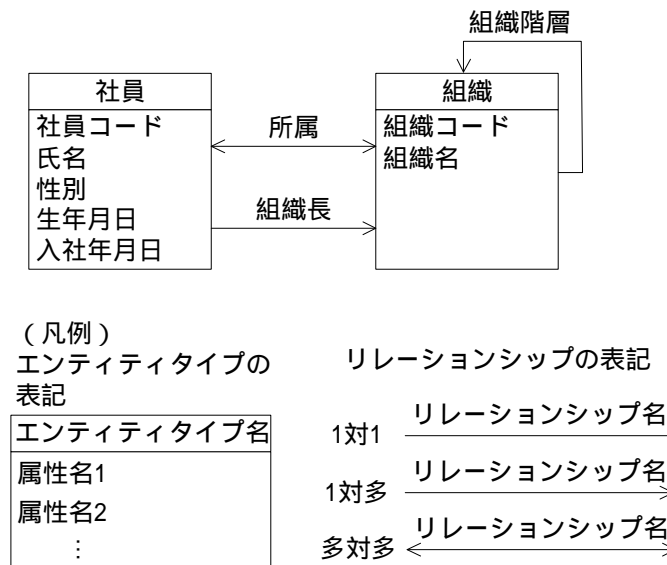 組織階層
社員
社員コード
氏名
性別
生年月日
入社年月日
所属
組織長
組織
組織コード
組織名
（凡例）
エンティティタイプの
表記
エンティティタイプ名
属性名1
属性名2
⋮
リレーションシップの表記
1対1 リレーションシップ名
1対多 リレーションシップ名
多対多 リレーションシップ名